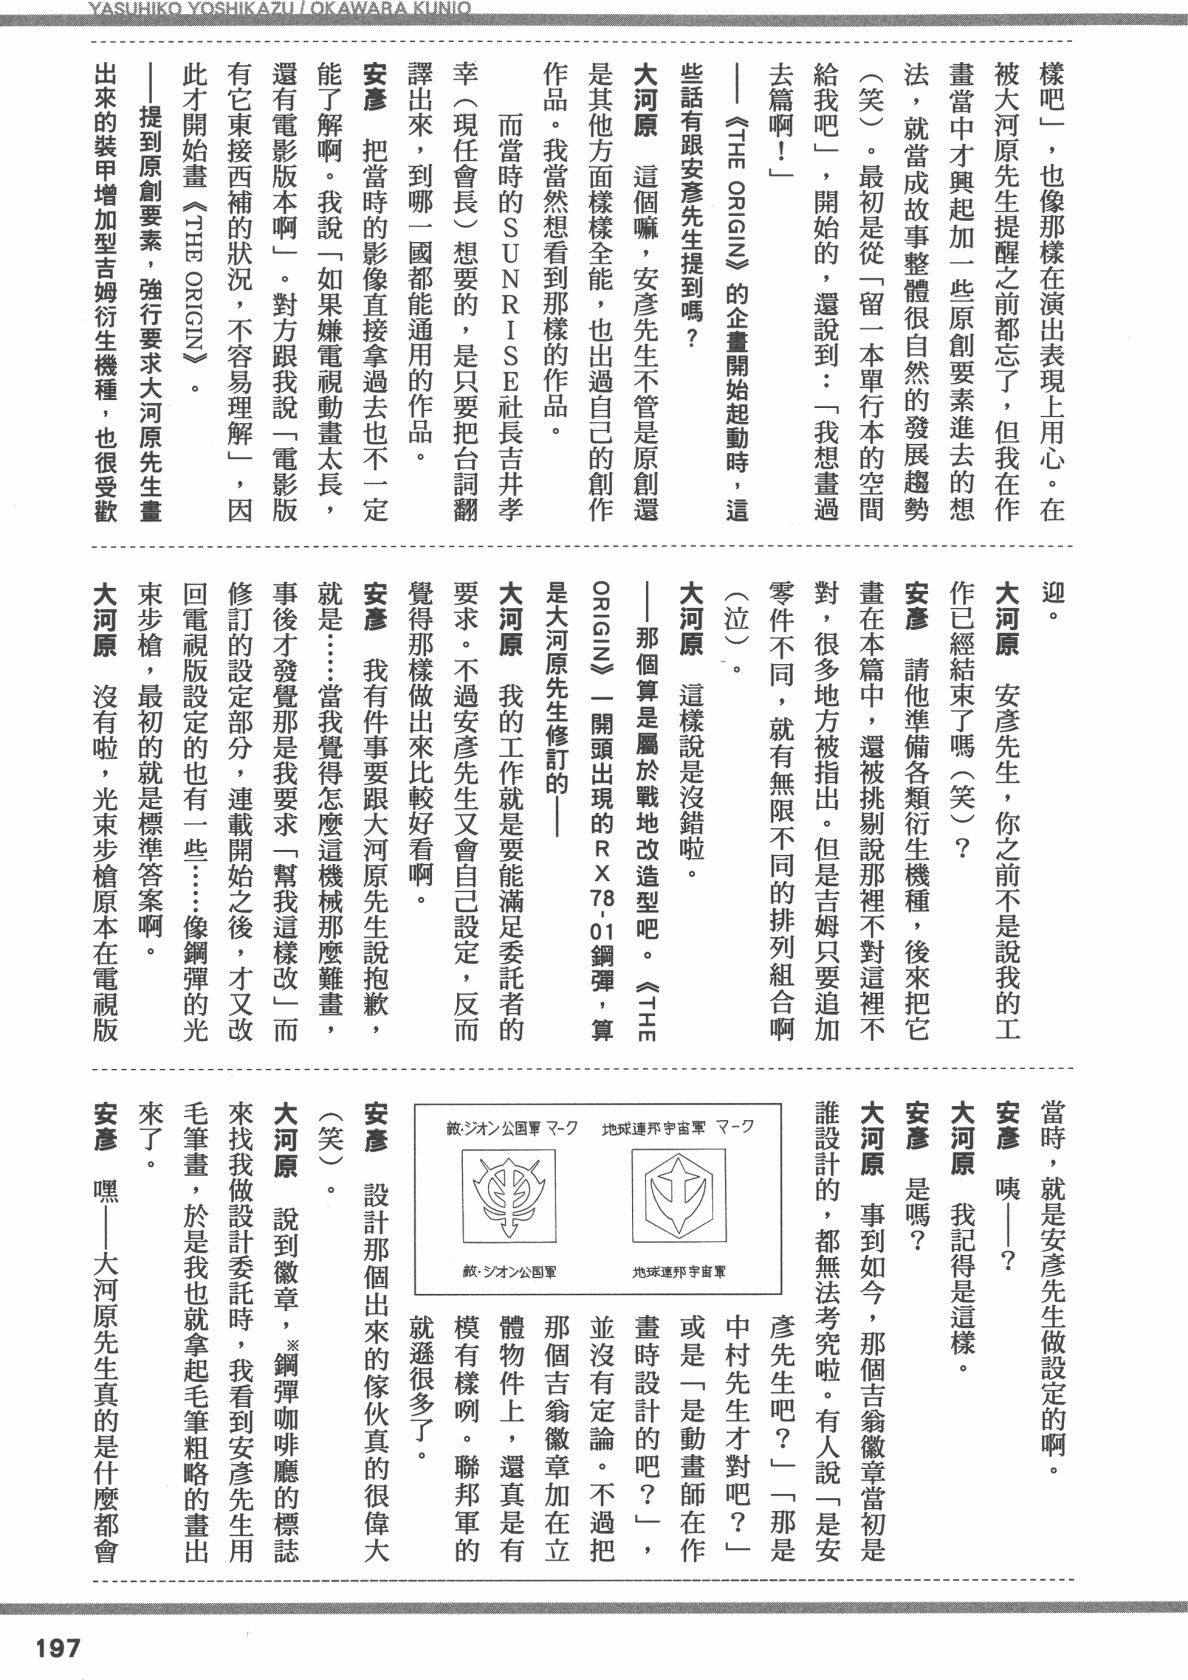 YASUHIKO YOSHIKAZU / OKAWARA KUNIO
樣吧」，也像那樣在演出表現上用心。在
被大河原先生提醒之前都忘了，但我在作
畫當中才興起加一些原創要素進去的想
法，就當成故事整體很自然的發展趨勢
（笑）。最初是從「留一本單行本的空間
給我吧」，開始的，還說到：「我想畫過
去篇啊！」
——《THE ORIGIN》的企畫開始起動時，這
些話有跟安彥先生提到嗎？
大河原　這個嘛，安彥先生不管是原創還
是其他方面樣樣全能，也出過自己的創作
作品。我當然想看到那樣的作品。
　而當時的ＳＵＮＲＩＳＥ社長吉井孝
幸（現任會長）想要的，是只要把台詞翻
譯出來，到哪一國都能通用的作品。
安彥　把當時的影像直接拿過去也不一定
能了解啊。我說「如果嫌電視動畫太長，
還有電影版本啊」。對方跟我說「電影版
有它東接西補的狀況，不容易理解」，因
此才開始畫《THE ORIGIN》。
——提到原創要素，強行要求大河原先生畫
出來的裝甲增加型吉姆衍生機種，也很受歡
迎。
大河原　安彥先生，你之前不是說我的工
作已經結束了嗎（笑）？
安彥　請他準備各類衍生機種，後來把它
畫在本篇中，還被挑剔說那裡不對這裡不
對，很多地方被指出。但是吉姆只要追加
零件不同，就有無限不同的排列組合啊
（泣）。
大河原　這樣說是沒錯啦。
——那個算是屬於戰地改造型吧。《THE
ORIGIN》一開頭出現的ＲＸ78-01鋼彈，算
是大河原先生修訂的——
大河原　我的工作就是要能滿足委託者的
要求。不過安彥先生又會自己設定，反而
覺得那樣做出來比較好看啊。
安彥　我有件事要跟大河原先生說抱歉，
就是……當我覺得怎麼這機械那麼難畫，
事後才發覺那是我要求「幫我這樣改」而
修訂的設定部分，連載開始之後，才又改
回電視版設定的也有一些……像鋼彈的光
束步槍，最初的就是標準答案啊。
大河原　沒有啦，光束步槍原本在電視版
當時，就是安彥先生做設定的啊。
安彥　咦——？
大河原　我記得是這樣。
安彥　是嗎？
大河原　事到如今，那個吉翁徽章當初是
誰設計的，都無法考究啦。有人說「是安
彥先生吧？」「那是
中村先生才對吧？」
或是「是動畫師在作
畫時設計的吧？」，
並沒有定論。不過把
那個吉翁徽章加在立
體物件上，還真是有
模有樣咧。聯邦軍的
就遜很多了。
地球連邦宇宙軍 マーク
敵・ジオン公国軍 マーク
地球連邦宇宙軍
敵・ジオン公国軍
安彥　設計那個出來的傢伙真的很偉大
（笑）。
大河原　說到徽章，※鋼彈咖啡廳的標誌
來找我做設計委託時，我看到安彥先生用
毛筆畫，於是我也就拿起毛筆粗略的畫出
來了。
安彥　嘿——大河原先生真的是什麼都會
197